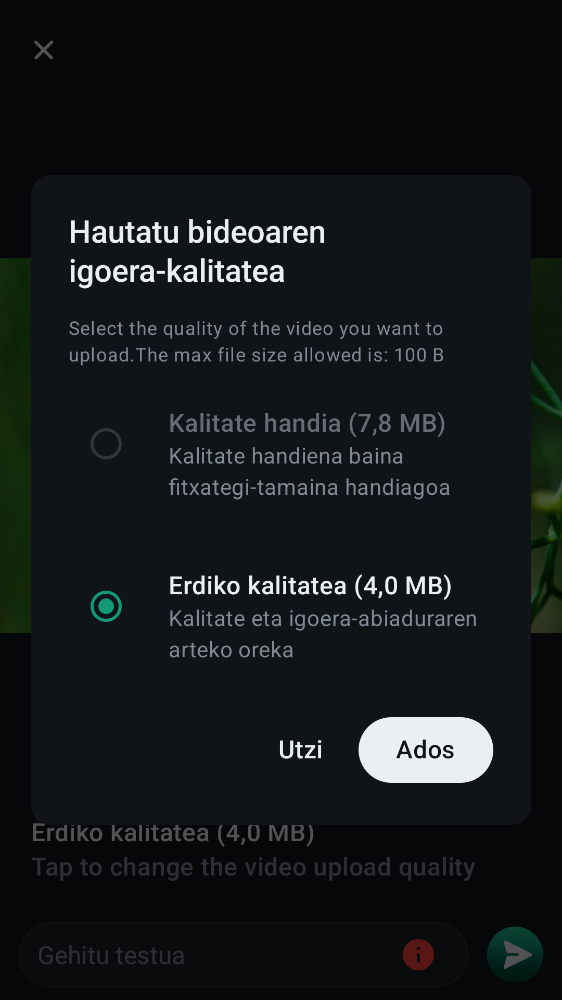 Hautatu bideoaren
igoera-kalitatea
Select the quality of the video you want to
upload.The max file size allowed is: 100 B
Kalitate handia (7,8 MB)
Kalitate handiena baina
fitxategi-tamaina handiagoa
Erdiko kalitatea (4,0 MB)
Kalitate eta igoera-abiaduraren
arteko oreka
Utzi
Ados
Erdiko kalitatea (4,0 MB)
Tap to change the video upload quality
Gehitu testua